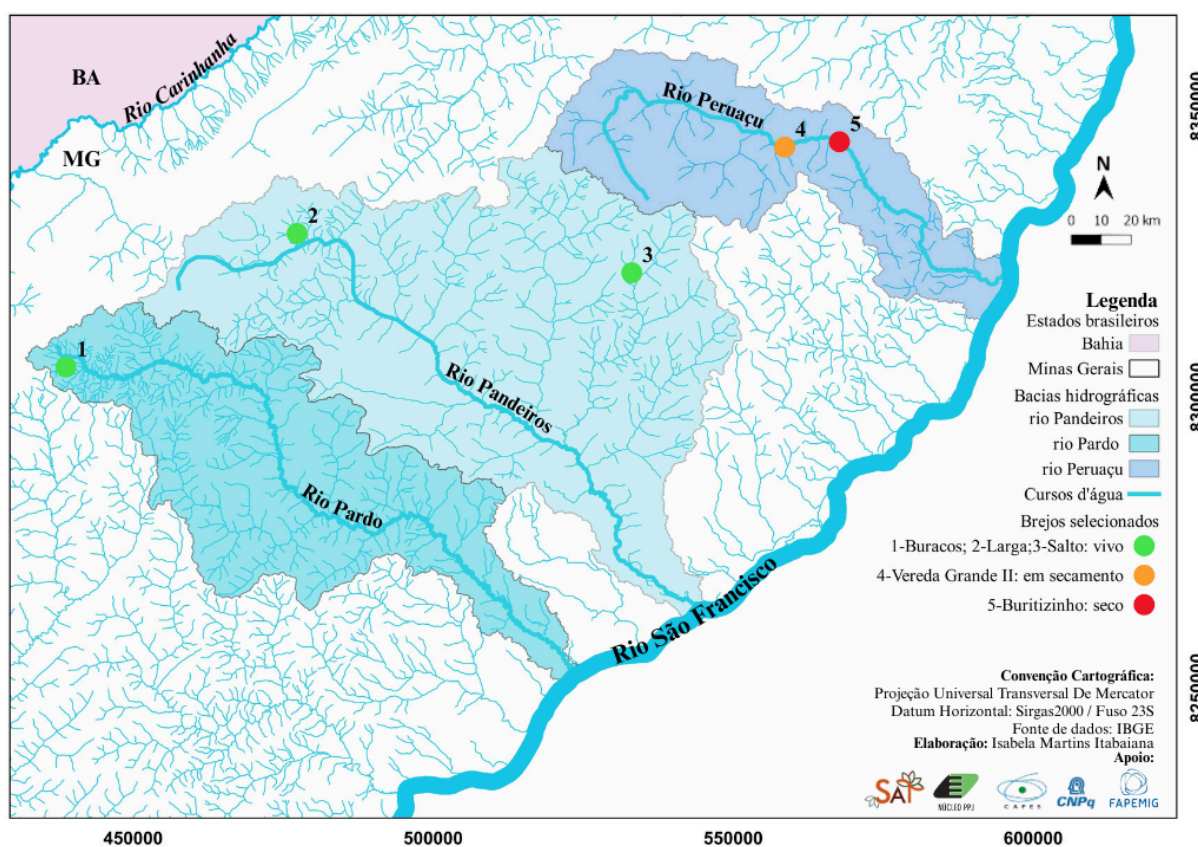 BA
Rio Carinhanha
MG
Rio Peruaçu
4
5
2
3
1
Rio Pandeiros
Rio Pardo
Rio São Francisco
N
0 10 20 km
Legenda
Estados brasileiros
Bahia
Minas Gerais
Bacias hidrográficas
rio Pandeiros
rio Pardo
rio Peruaçu
Cursos d'água
Brejos selecionados
1-Buracos; 2-Larga;3-Salto: vivo
4-Vereda Grande II: em secamento
5-Buritizinho: seco
Convenção Cartográfica:
Projeção Universal Transversal De Mercator
Datum Horizontal: Sirgas2000 / Fuso 23S
Fonte de dados: IBGE
Elaboração: Isabela Martins Itabaiana
Apoio:
SAT
NÚCLEO PPJ
CAPES
CNPq
FAPEMIG
8350000
8300000
8250000
450000
500000
550000
600000